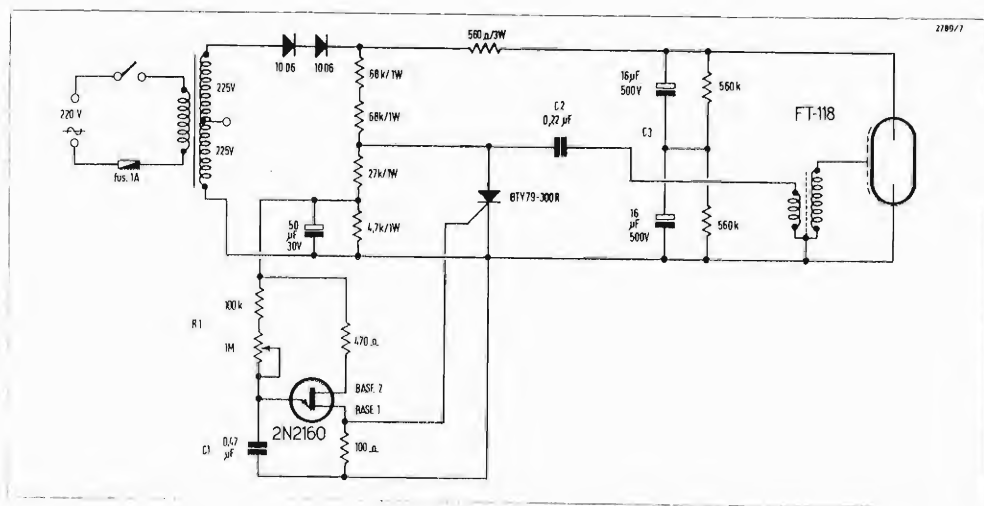 2780/7
560 Ω/3W
10D6
10D6
225V
225V
220 V
fus. 1A
68k/1W
68k/1W
27k/1W
4,7k/1W
50
µF
30V
C2
0,22 µF
BTY79-300R
16µF
500V
C3
16
µF
500V
560k
560k
FT-118
100k
R1
1M
470 Ω
BASE 2
BASE 1
2N2160
C1
0,47
µF
100 Ω